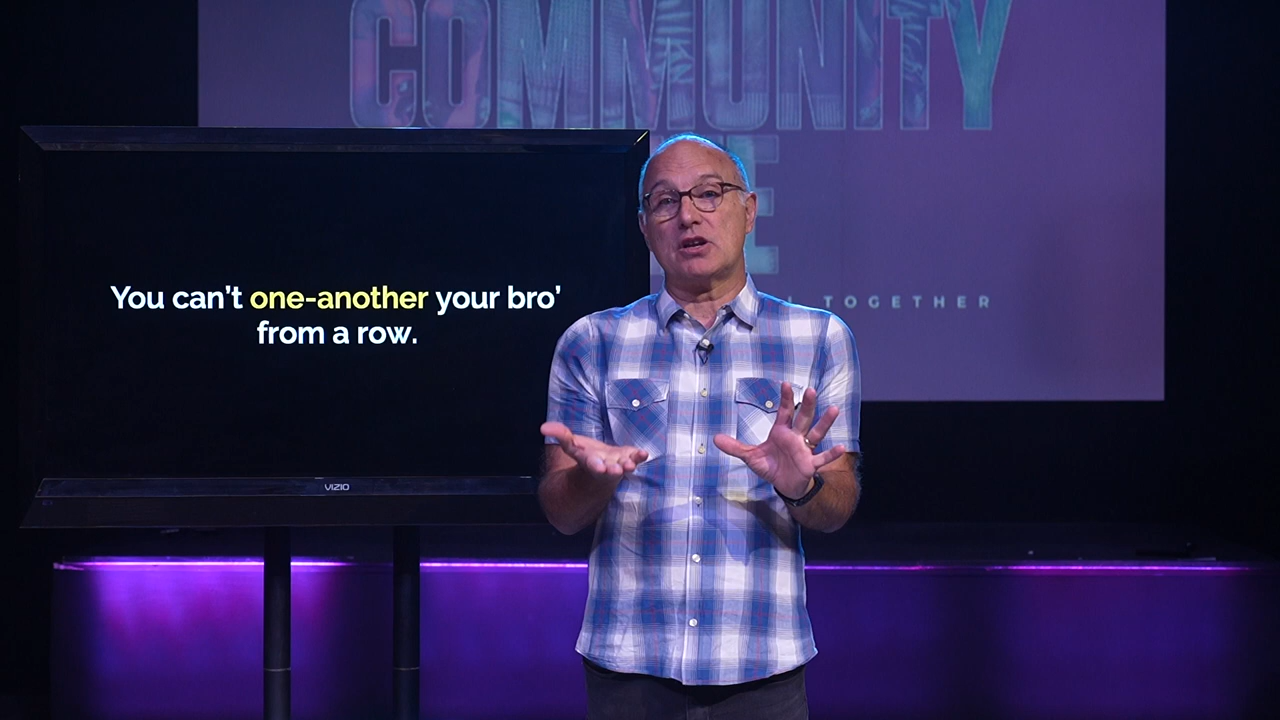 COMMUNITY
TOGETHER
You can't one-another your bro'
from a row.
VIZIO